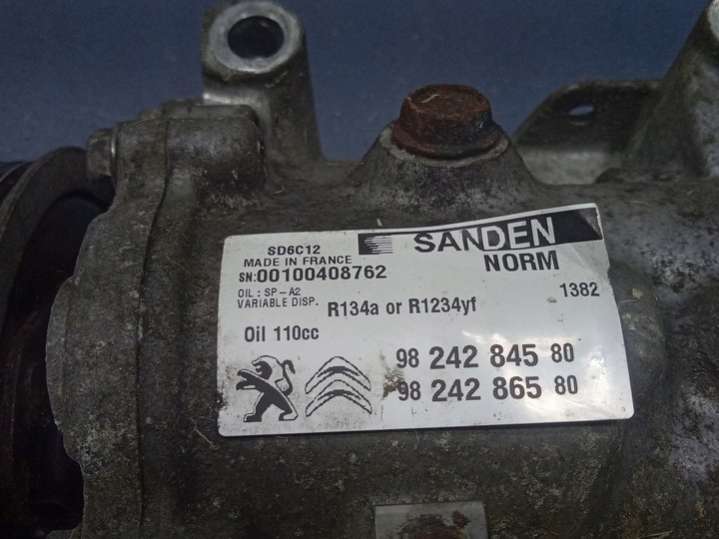 SD6C12
MADE IN FRANCE
SN:00100408762
SANDEN
NORM
OIL : SP-A2
VARIABLE DISP.
R134a or R1234yf
1382
Oil 110cc
98 242 845 80
98 242 865 80